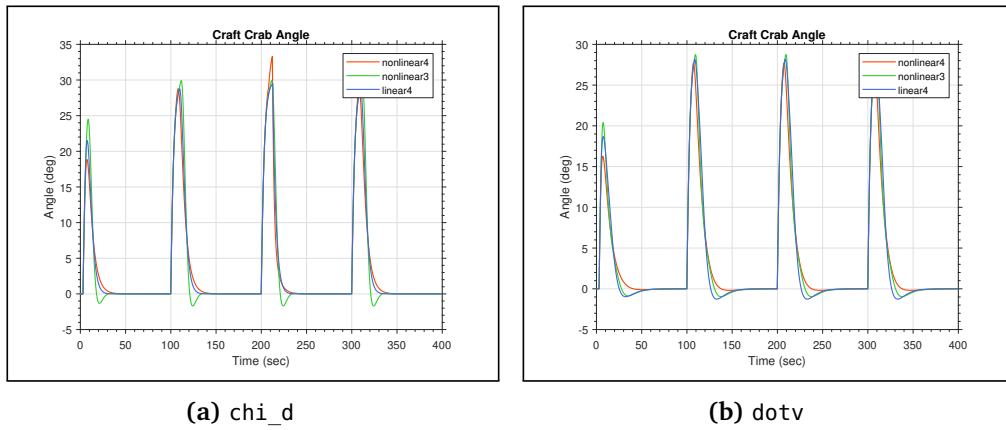 Craft Crab Angle
35
30
25
20
15
10
5
0
-5
Angle (deg)
nonlinear4
nonlinear3
linear4
0 50 100 150 200 250 300 350 400
Time (sec)
(a) chi_d
Craft Crab Angle
30
25
20
15
10
5
0
-5
Angle (deg)
nonlinear4
nonlinear3
linear4
0 50 100 150 200 250 300 350 400
Time (sec)
(b) dotv